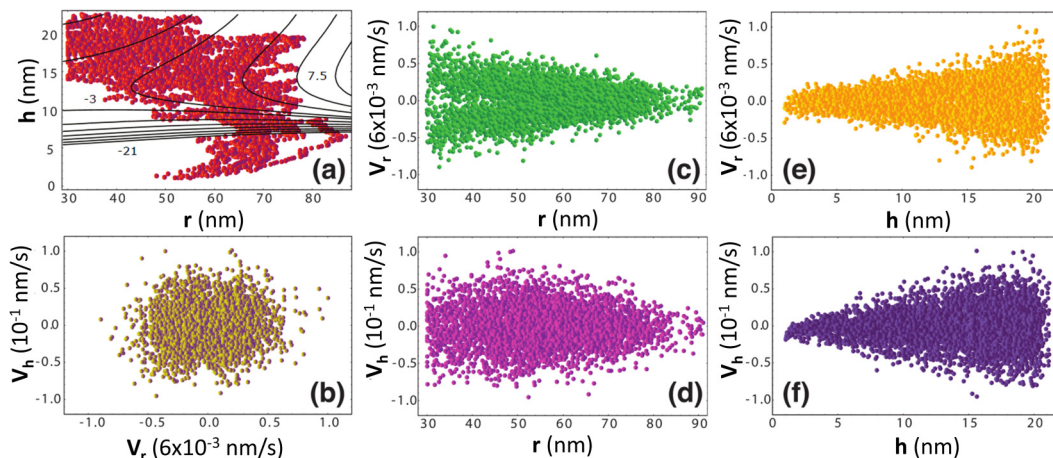 h (nm)
20
15
10
5
0
-3
-21
7.5
(a)
30 40 50 60 70 80
r (nm)
V_r (6x10^-3 nm/s)
1.0
0.5
0.0
-0.5
-1.0
(c)
30 40 50 60 70 80 90
r (nm)
V_r (6x10^-3 nm/s)
1.0
0.5
0.0
-0.5
-1.0
(e)
5 10 15 20
h (nm)
V_h (10^-1 nm/s)
1.0
0.5
0.0
-0.5
-1.0
(b)
-1.0 -0.5 0.0 0.5 1.0
V_r (6x10^-3 nm/s)
V_h (10^-1 nm/s)
1.0
0.5
0.0
-0.5
-1.0
(d)
30 40 50 60 70 80 90
r (nm)
V_h (10^-1 nm/s)
1.0
0.5
0.0
-0.5
-1.0
(f)
0 5 10 15 20
h (nm)